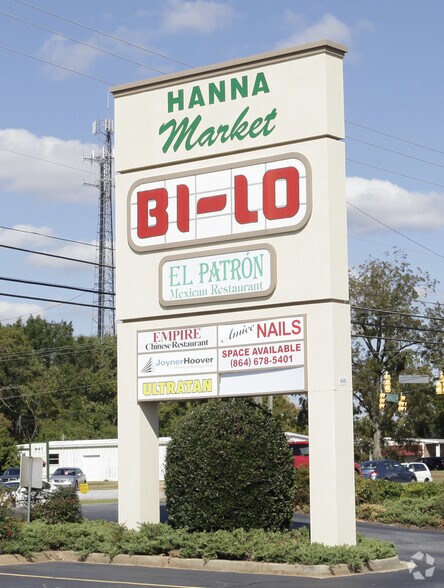 HANNA
Market
BI-LO
EL PATRÓN
Mexican Restaurant
EMPIRE
Chinese Restaurant
Amice NAILS
JoynerHoover
SPACE AVAILABLE
(864) 678-5401
ULTRATAN